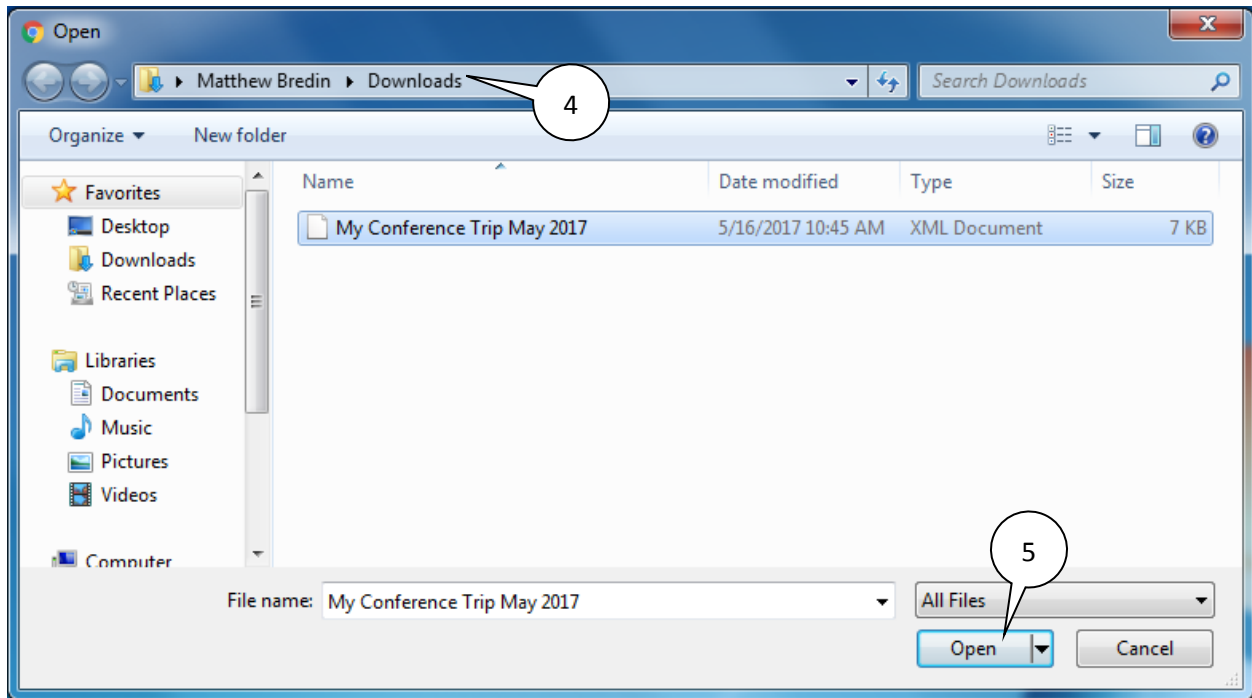 Open
Matthew Bredin Downloads
4
Search Downloads
Organize New folder
Favorites
Desktop
Downloads
Recent Places
Libraries
Documents
Music
Pictures
Videos
Computer
Name Date modified Type Size
My Conference Trip May 2017 5/16/2017 10:45 AM XML Document 7 KB
5
File name: My Conference Trip May 2017 All Files
Open Cancel